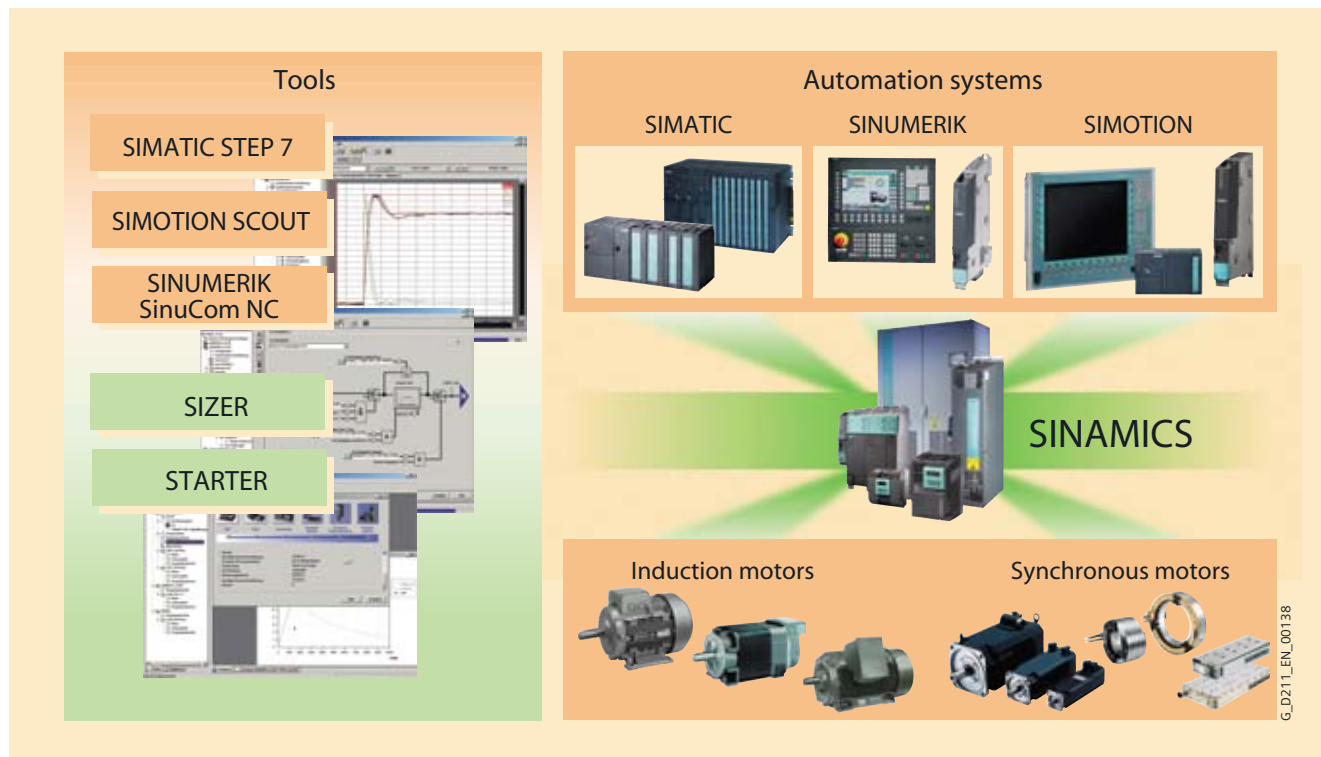 Tools
SIMATIC STEP 7
SIMOTION SCOUT
SINUMERIK
SinuCom NC
SIZER
STARTER
Automation systems
SIMATIC
SINUMERIK
SIMOTION
SINAMICS
Induction motors
Synchronous motors
G_D211_EN_00138